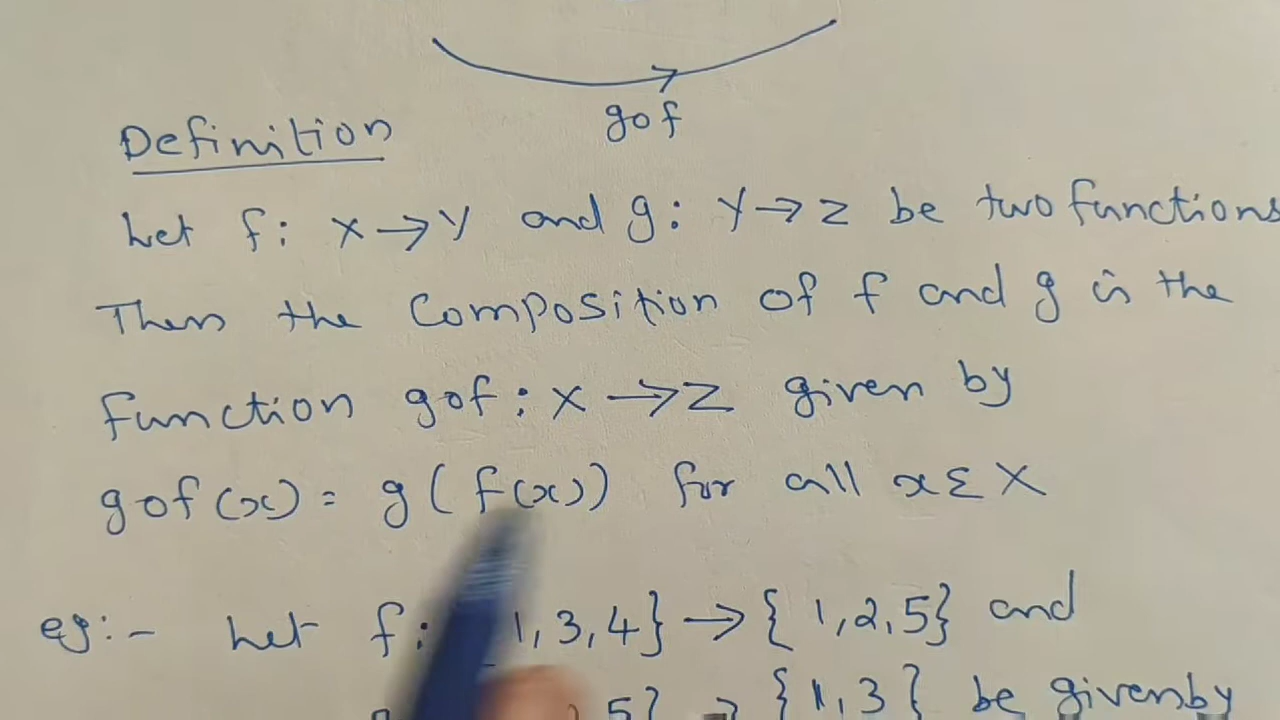 gof
Definition
Let f: X→Y and g: Y→Z be two functions
Then the Composition of f and g is the
function gof: X→Z given by
gof(x) = g(f(x)) for all x∈X
eg:- Let f: 1,3,4} → {1,2,5} and
5} → {1,3} be given by